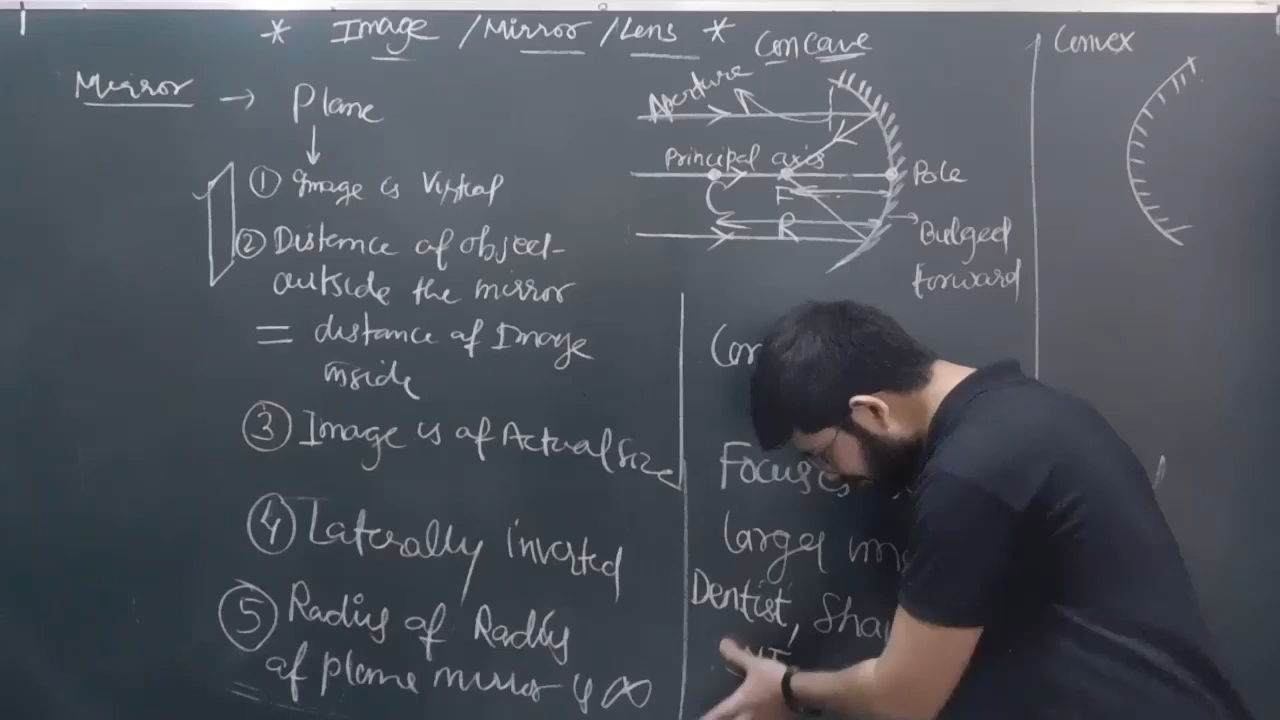 * Image / Mirror / Lens *
Mirror → Plane
① Image is Virtual
② Distance of object
outside the mirror
= distance of Image
inside
③ Image is of Actual Size
④ Laterally inverted
⑤ Radius of
of plane mirror is ∞
Concave
Aperture
Principal axis
C
F
R
Pole
Bulged
forward
Focus is
larger
Dentist,
Convex